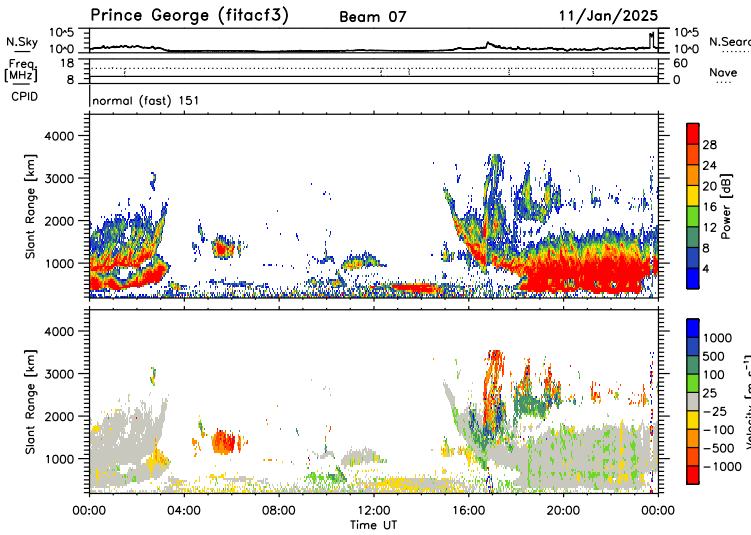 Prince George (fitacf3) Beam 07 11/Jan/2025
N.Sky 10^5 10^0 10^5 10^0 N.Searc
Freq. [MHz] 18 8 60 0 Nave
CPID normal (fast) 151
Slant Range [km] 4000 3000 2000 1000
Power [dB] 28 24 20 16 12 8 4
Slant Range [km] 4000 3000 2000 1000
Velocity [m s^-1] 1000 500 100 25 -25 -100 -500 -1000
00:00 04:00 08:00 12:00 16:00 20:00 00:00
Time UT